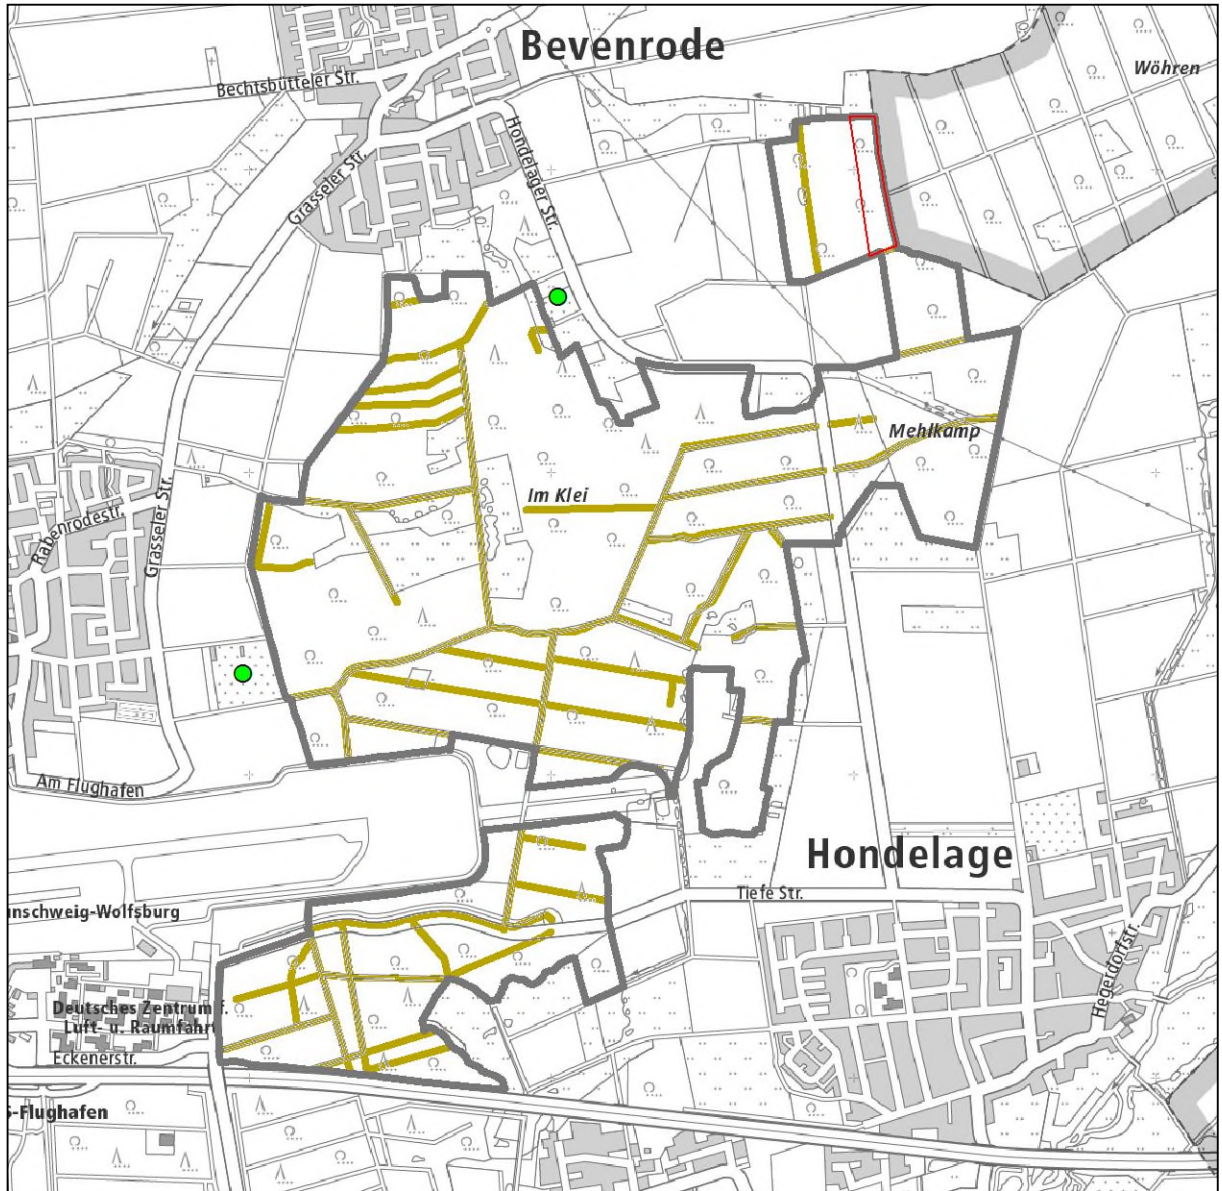 Bevenrode
Wöhren
Bechtsbütteler Str.
Hondelager Str.
Grasseler Str.
Mehlkamp
Im Klei
Rabenrodestr.
Grasseler Str.
Am Flughafen
Hondelage
Tiefe Str.
unschweig-Wolfsburg
Hegerdorfstr.
Deutsches Zentrum f.
Luft- u. Raumfahrt
Eckenerstr.
S-Flughafen